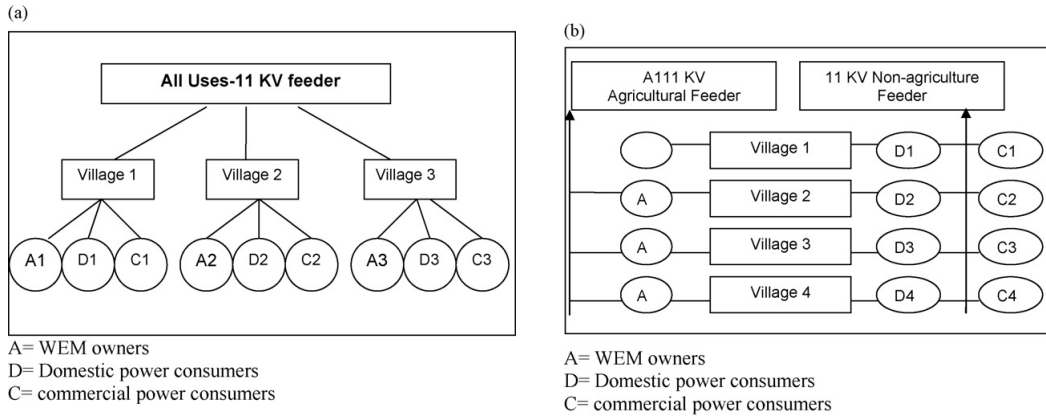 (a)
All Uses-11 KV feeder
Village 1 Village 2 Village 3
A1 D1 C1 A2 D2 C2 A3 D3 C3
A= WEM owners
D= Domestic power consumers
C= commercial power consumers
(b)
A111 KV
Agricultural Feeder
11 KV Non-agriculture
Feeder
Village 1 D1 C1
A Village 2 D2 C2
A Village 3 D3 C3
A Village 4 D4 C4
A= WEM owners
D= Domestic power consumers
C= commercial power consumers